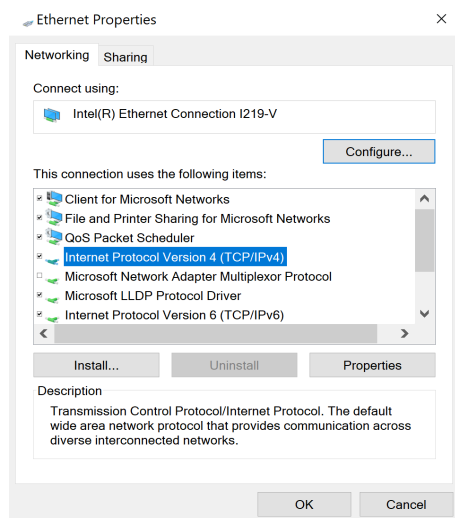 Ethernet Properties
Networking
Sharing
Connect using:
Intel(R) Ethernet Connection I219-V
Configure...
This connection uses the following items:
Client for Microsoft Networks
File and Printer Sharing for Microsoft Networks
QoS Packet Scheduler
Internet Protocol Version 4 (TCP/IPv4)
Microsoft Network Adapter Multiplexor Protocol
Microsoft LLDP Protocol Driver
Internet Protocol Version 6 (TCP/IPv6)
Install...
Uninstall
Properties
Description
Transmission Control Protocol/Internet Protocol. The default
wide area network protocol that provides communication across
diverse interconnected networks.
OK
Cancel